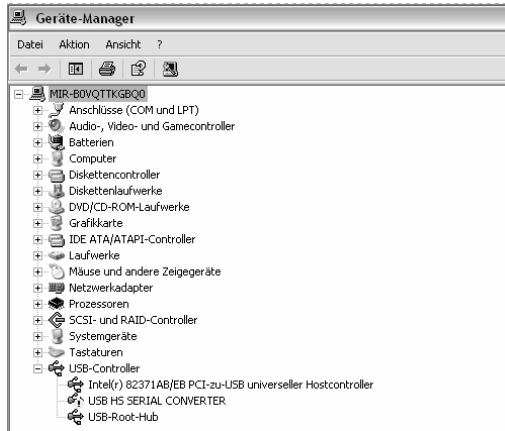 Geräte-Manager
Datei Aktion Ansicht ?
MIR-B0VQTTKGBQ0
Anschlüsse (COM und LPT)
Audio-, Video- und Gamecontroller
Batterien
Computer
Diskettencontroller
Diskettenlaufwerke
DVD/CD-ROM-Laufwerke
Grafikkarte
IDE ATA/ATAPI-Controller
Laufwerke
Mäuse und andere Zeigegeräte
Netzwerkadapter
Prozessoren
SCSI- und RAID-Controller
Systemgeräte
Tastaturen
USB-Controller
Intel(r) 82371AB/EB PCI-zu-USB universeller Hostcontroller
USB HS SERIAL CONVERTER
USB-Root-Hub